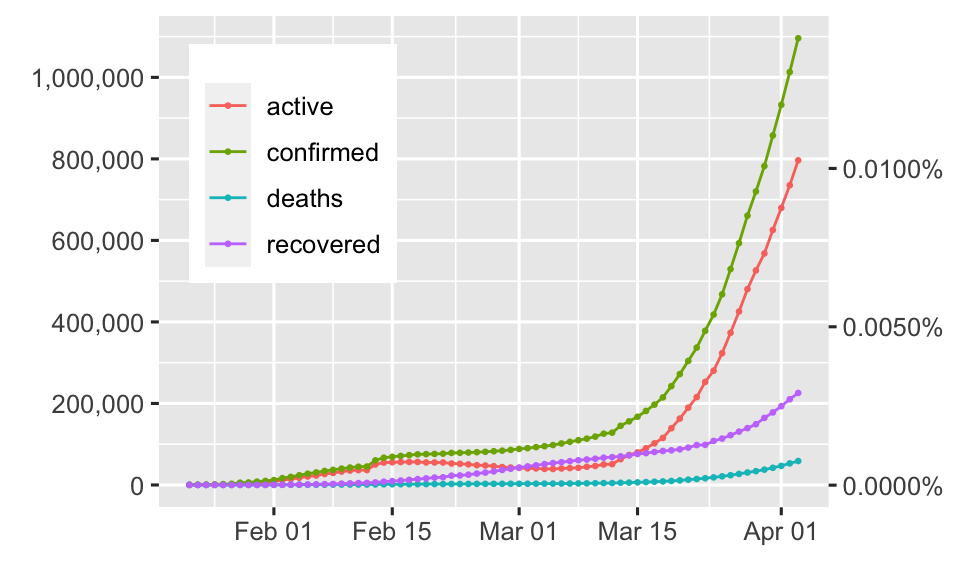 1,000,000
800,000
600,000
400,000
200,000
0
active
confirmed
deaths
recovered
0.0100%
0.0050%
0.0000%
Feb 01
Feb 15
Mar 01
Mar 15
Apr 01